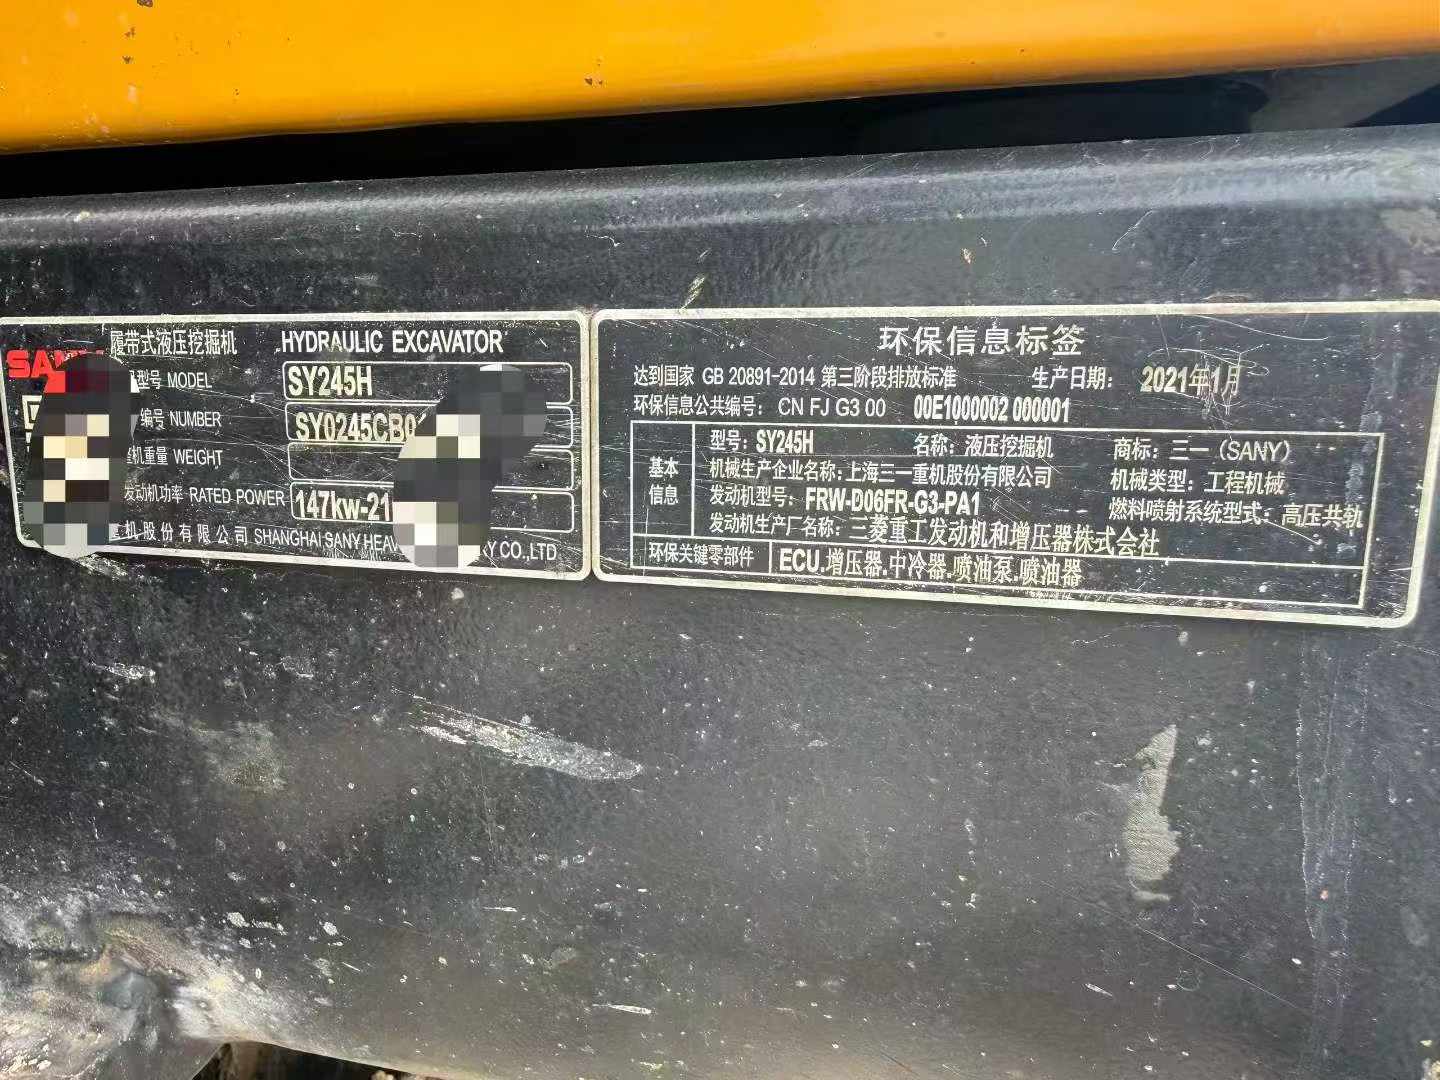 履带式液压挖掘机 HYDRAULIC EXCAVATOR
型号 MODEL SY245H
编号 NUMBER SY0245CB0
整机重量 WEIGHT
发动机功率 RATED POWER 147kw-21
重机股份有限公司 SHANGHAI SANY HEAV Y CO.,LTD
环保信息标签
达到国家 GB 20891-2014 第三阶段排放标准 生产日期: 2021年1月
环保信息公共编号: CN FJ G3 00 00E1000002 000001
基本信息
型号: SY245H 名称: 液压挖掘机 商标: 三一 (SANY)
机械生产企业名称: 上海三一重机股份有限公司 机械类型: 工程机械
发动机型号: FRW-D06FR-G3-PA1 燃料喷射系统型式: 高压共轨
发动机生产厂名称: 三菱重工发动机和增压器株式会社
环保关键零部件 ECU.增压器.中冷器.喷油泵.喷油器